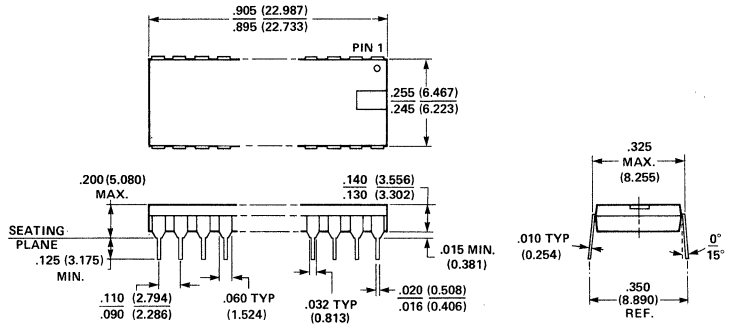 .905 (22.987)
.895 (22.733)
PIN 1
.255 (6.467)
.245 (6.223)
.200 (5.080)
MAX.
.140 (3.556)
.130 (3.302)
.325
MAX.
(8.255)
SEATING
PLANE
.125 (3.175)
MIN.
.015 MIN.
(0.381)
.010 TYP
(0.254)
0°
15°
.110 (2.794)
.090 (2.286)
.060 TYP
(1.524)
.032 TYP
(0.813)
.020 (0.508)
.016 (0.406)
.350
(8.890)
REF.